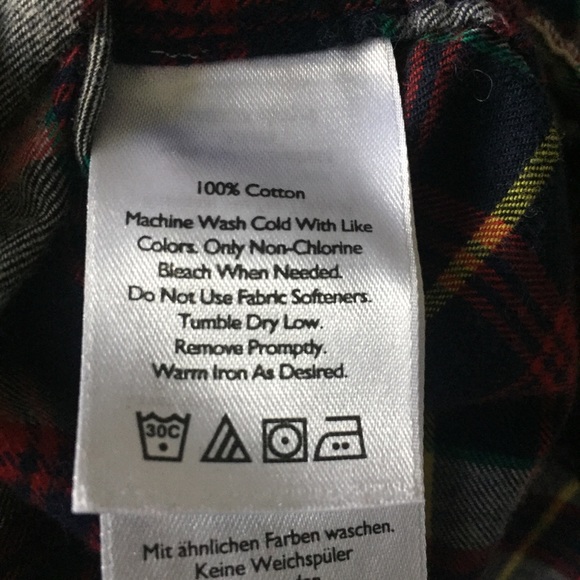 100% Cotton
Machine Wash Cold With Like
Colors. Only Non-Chlorine
Bleach When Needed.
Do Not Use Fabric Softeners.
Tumble Dry Low.
Remove Promptly.
Warm Iron As Desired.
30C
Mit ähnlichen Farben waschen.
Keine Weichspüler